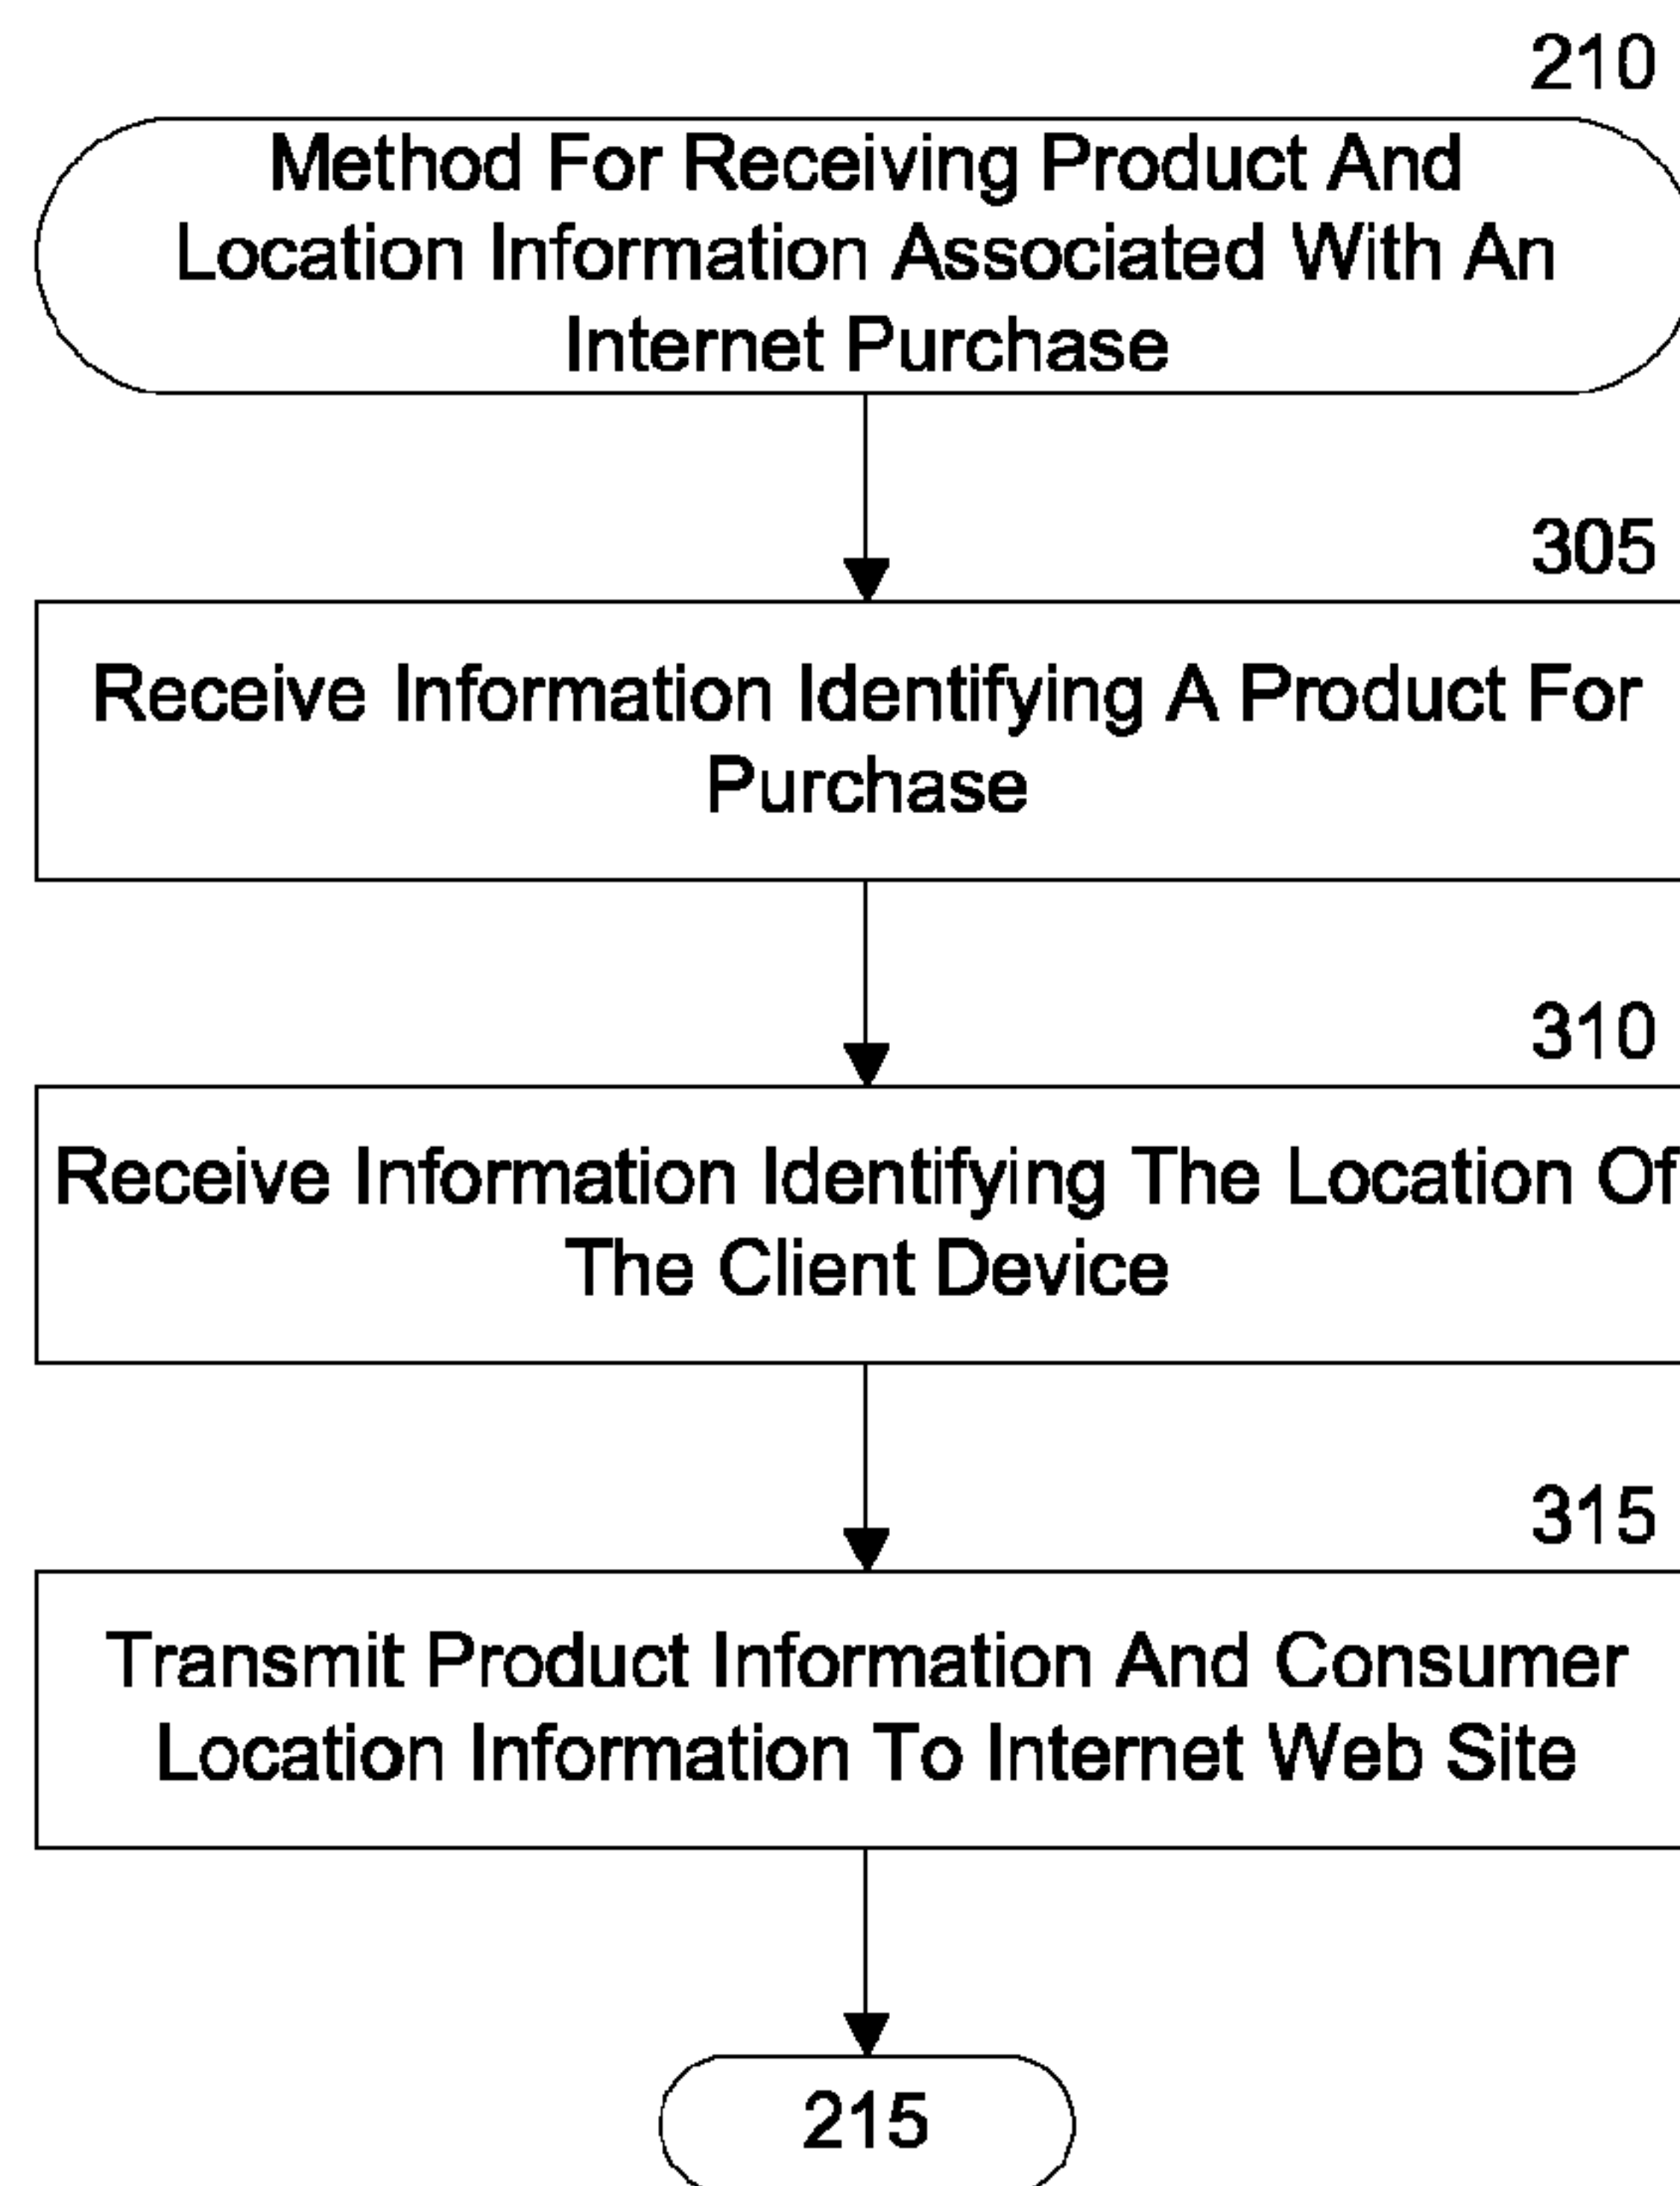 210
Method For Receiving Product And
Location Information Associated With An
Internet Purchase
305
Receive Information Identifying A Product For
Purchase
310
Receive Information Identifying The Location Of
The Client Device
315
Transmit Product Information And Consumer
Location Information To Internet Web Site
215